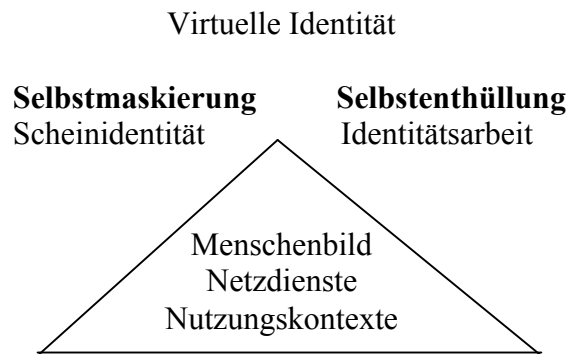 Virtuelle Identität
Selbstmaskierung Selbstenthüllung
Scheinidentität Identitätsarbeit
Menschenbild
Netzdienste
Nutzungskontexte